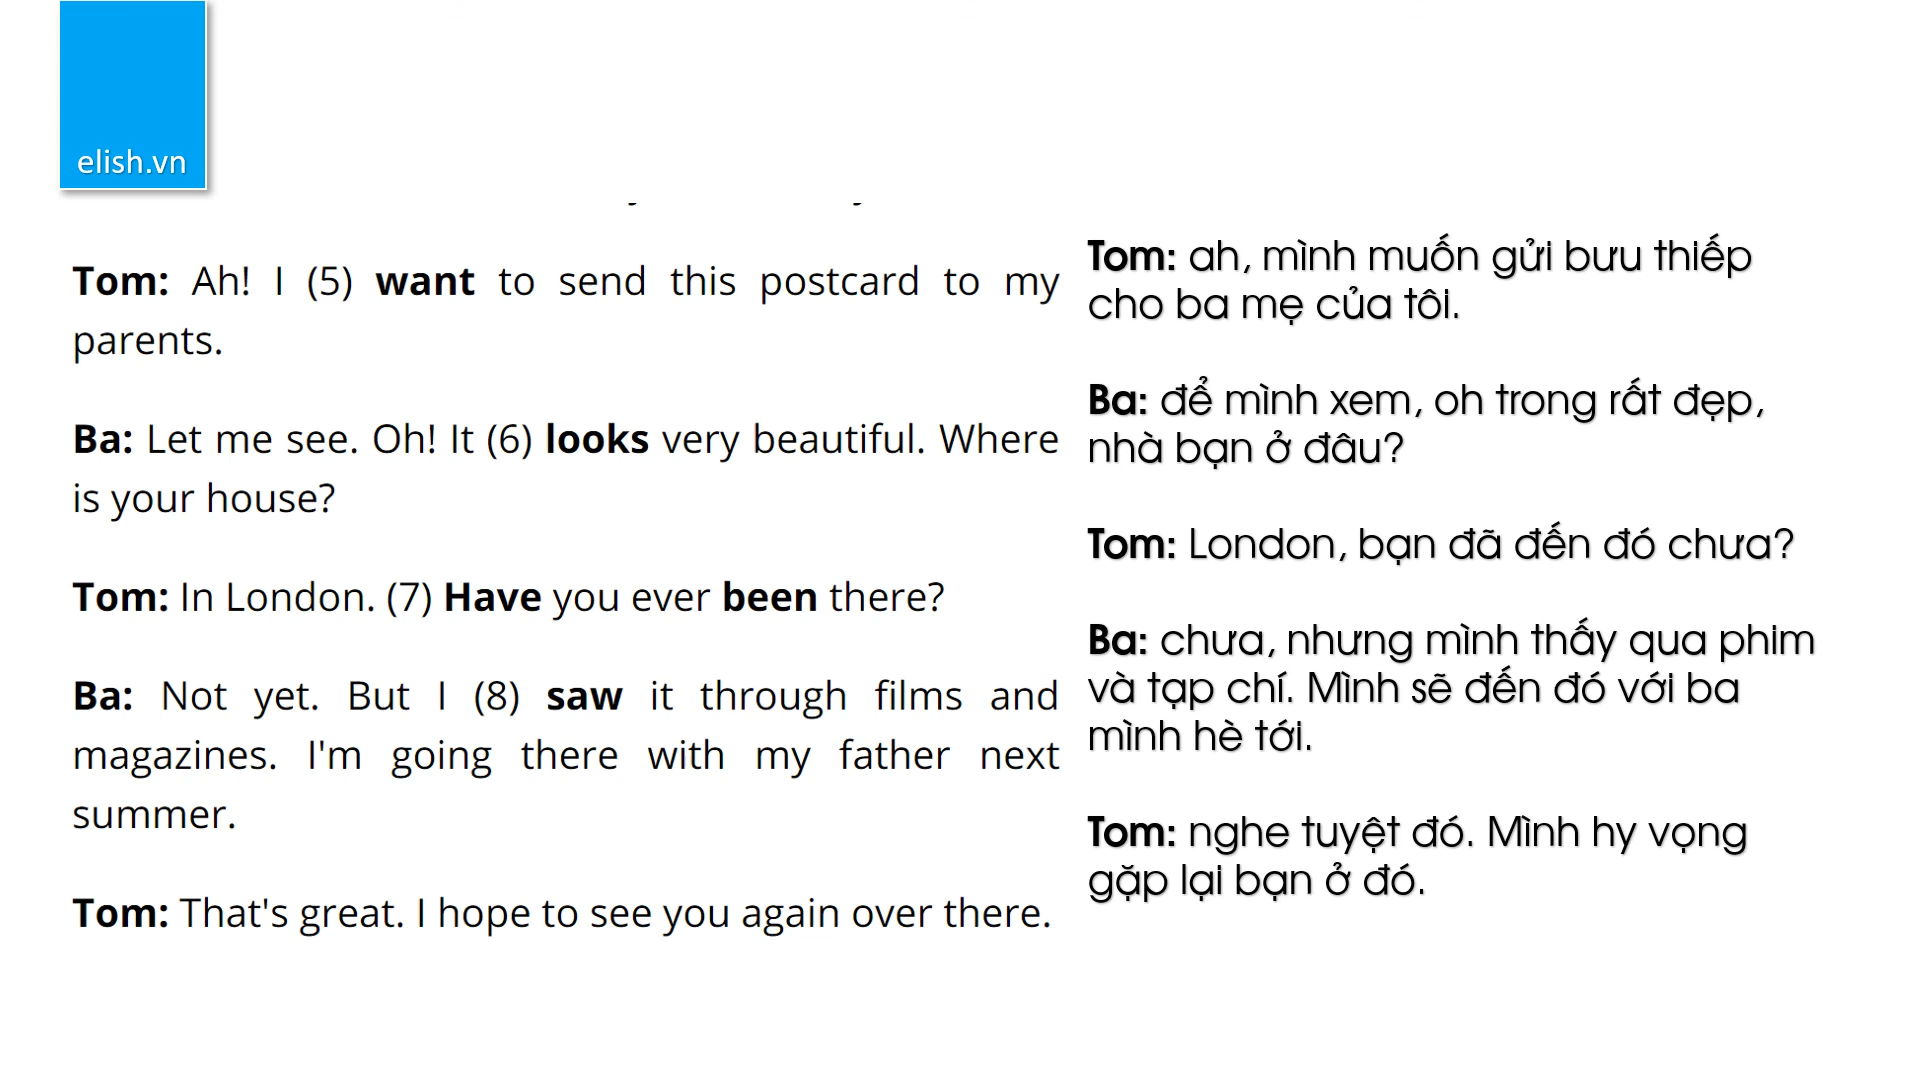 elish.vn
Tom: Ah! I (5) want to send this postcard to my
parents.
Ba: Let me see. Oh! It (6) looks very beautiful. Where
is your house?
Tom: In London. (7) Have you ever been there?
Ba: Not yet. But I (8) saw it through films and
magazines. I'm going there with my father next
summer.
Tom: That's great. I hope to see you again over there.
Tom: ah, mình muốn gửi bưu thiếp
cho ba mẹ của tôi.
Ba: để mình xem, oh trong rất đẹp,
nhà bạn ở đâu?
Tom: London, bạn đã đến đó chưa?
Ba: chưa, nhưng mình thấy qua phim
và tạp chí. Mình sẽ đến đó với ba
mình hè tới.
Tom: nghe tuyệt đó. Mình hy vọng
gặp lại bạn ở đó.